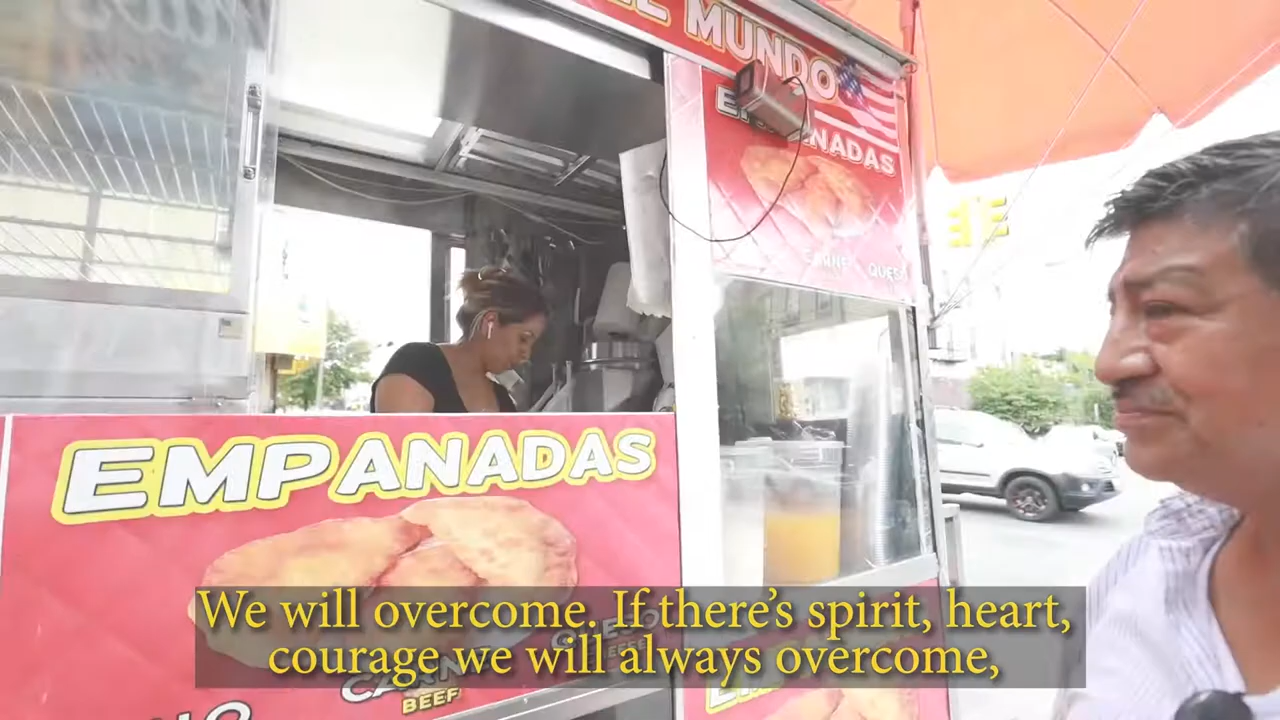 MUNDO
EMPANADAS
CARNE QUESO
EMPANADAS
QUESO
CARNE
BEEF
We will overcome. If there's spirit, heart,
courage we will always overcome,